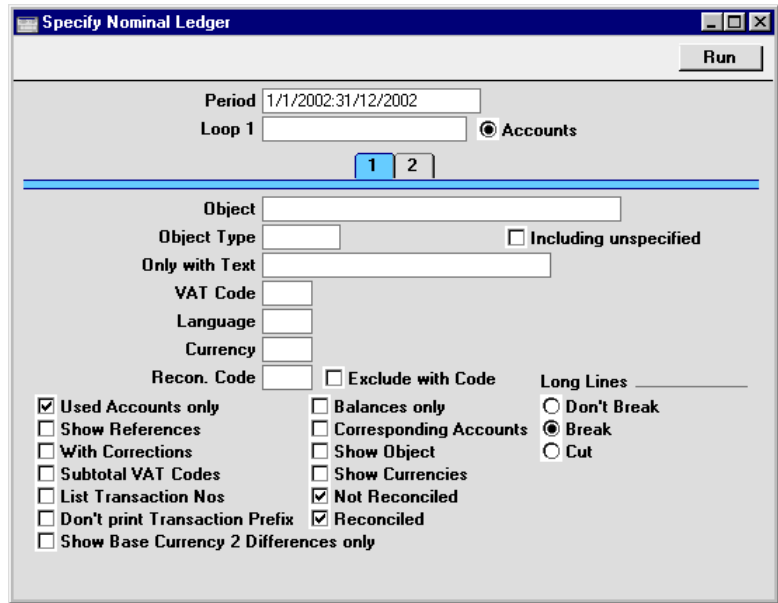 Specify Nominal Ledger
Run
Period 1/1/2002:31/12/2002
Loop 1 Accounts
1 2
Object
Object Type Including unspecified
Only with Text
VAT Code
Language
Currency
Recon. Code Exclude with Code Long Lines
Used Accounts only Balances only Don't Break
Show References Corresponding Accounts Break
With Corrections Show Object Cut
Subtotal VAT Codes Show Currencies
List Transaction Nos Not Reconciled
Don't print Transaction Prefix Reconciled
Show Base Currency 2 Differences only